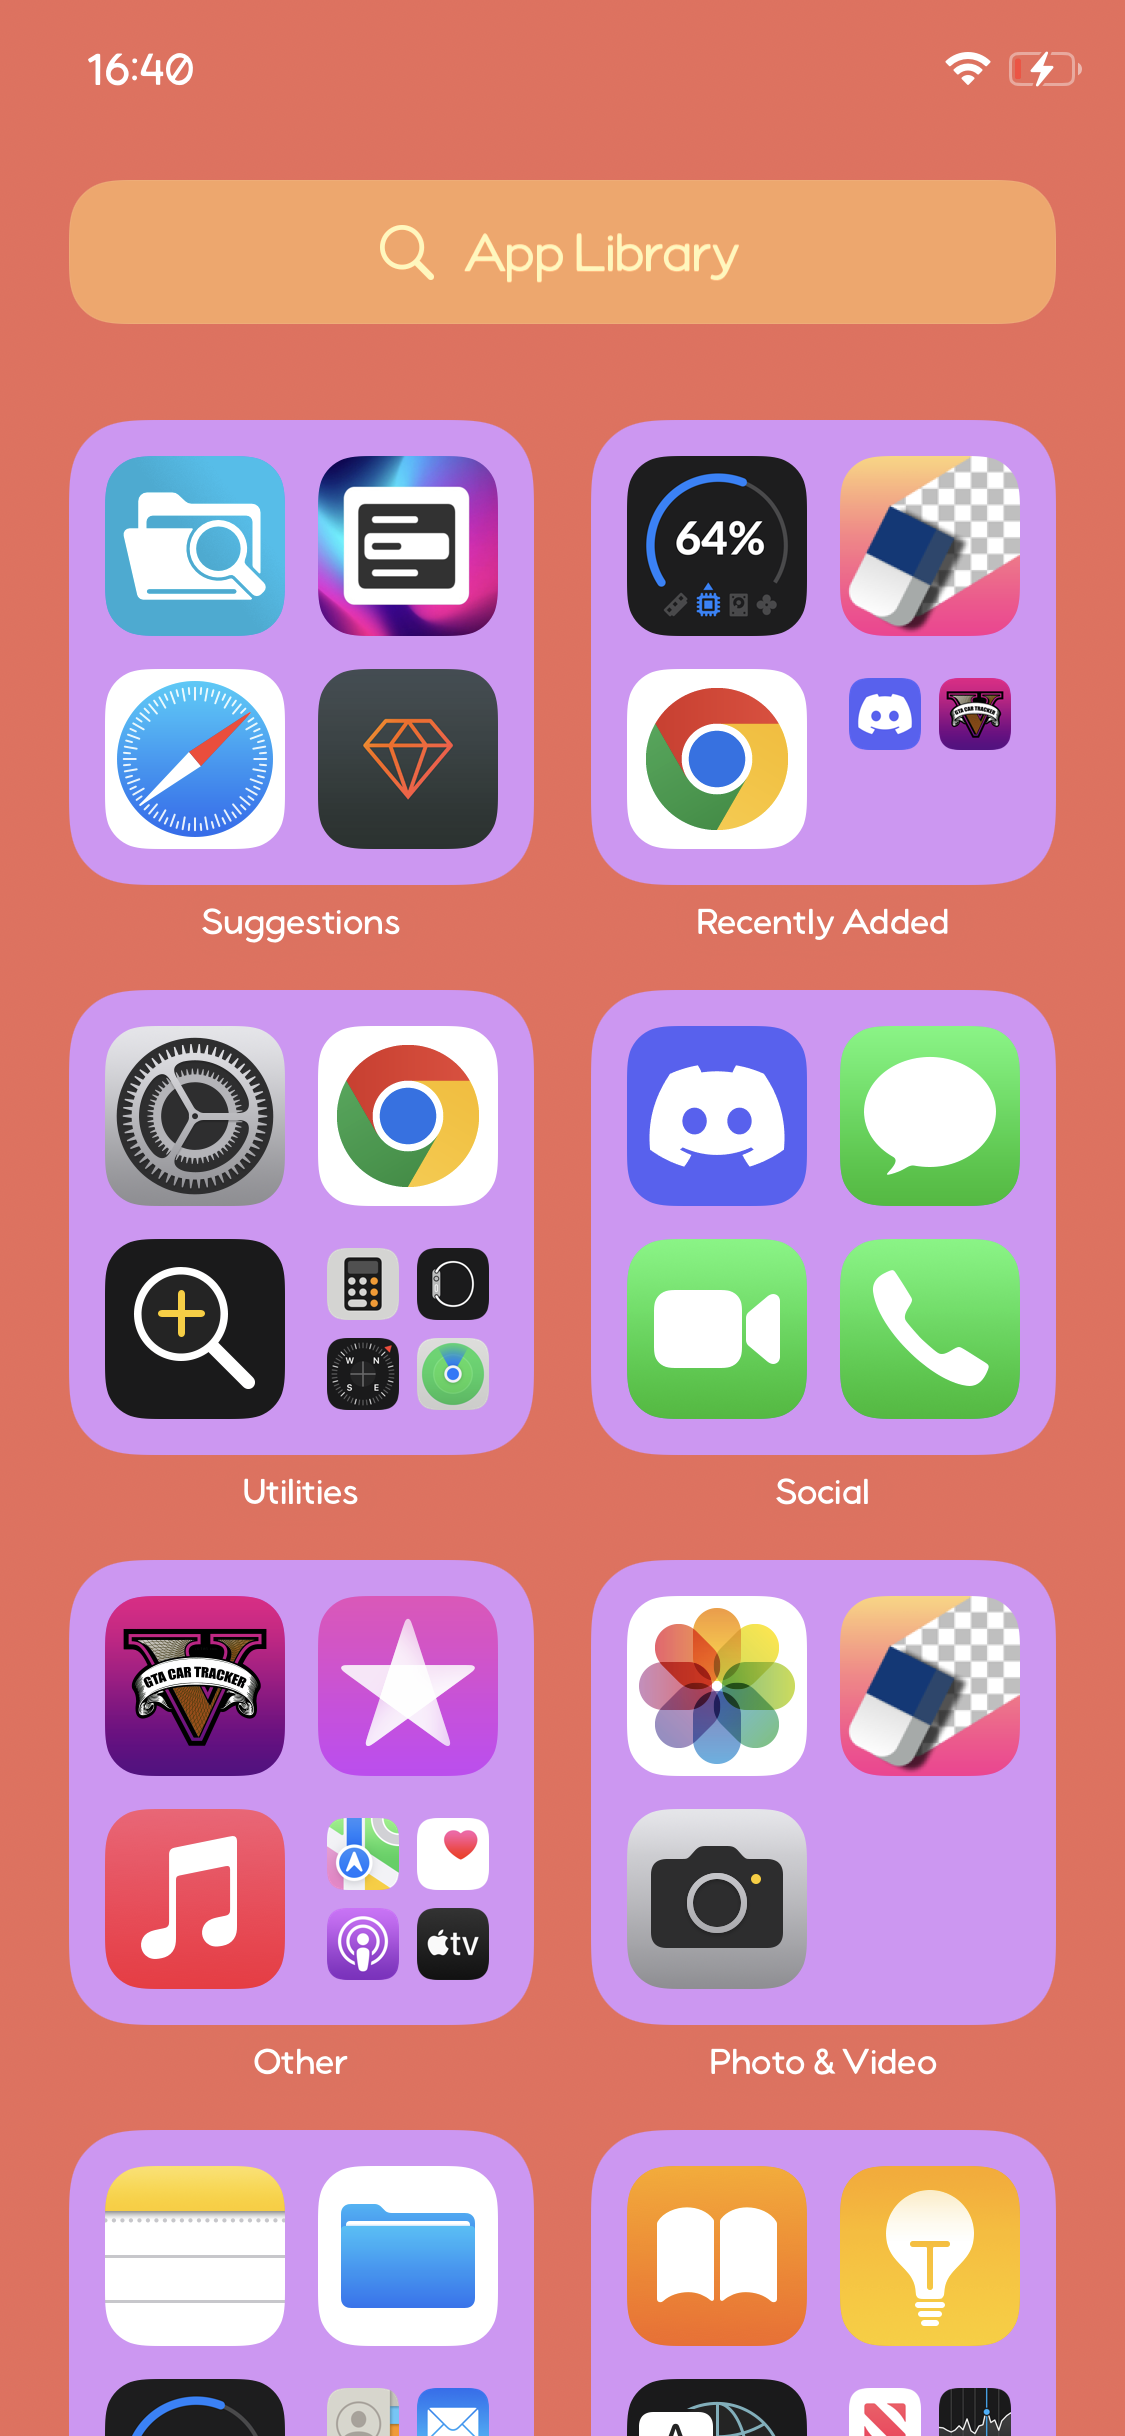 16:40
App Library
64%
GTA CAR TRACKER
Suggestions
Recently Added
W N
S E
Utilities
Social
GTA CAR TRACKER
tv
Other
Photo & Video
A